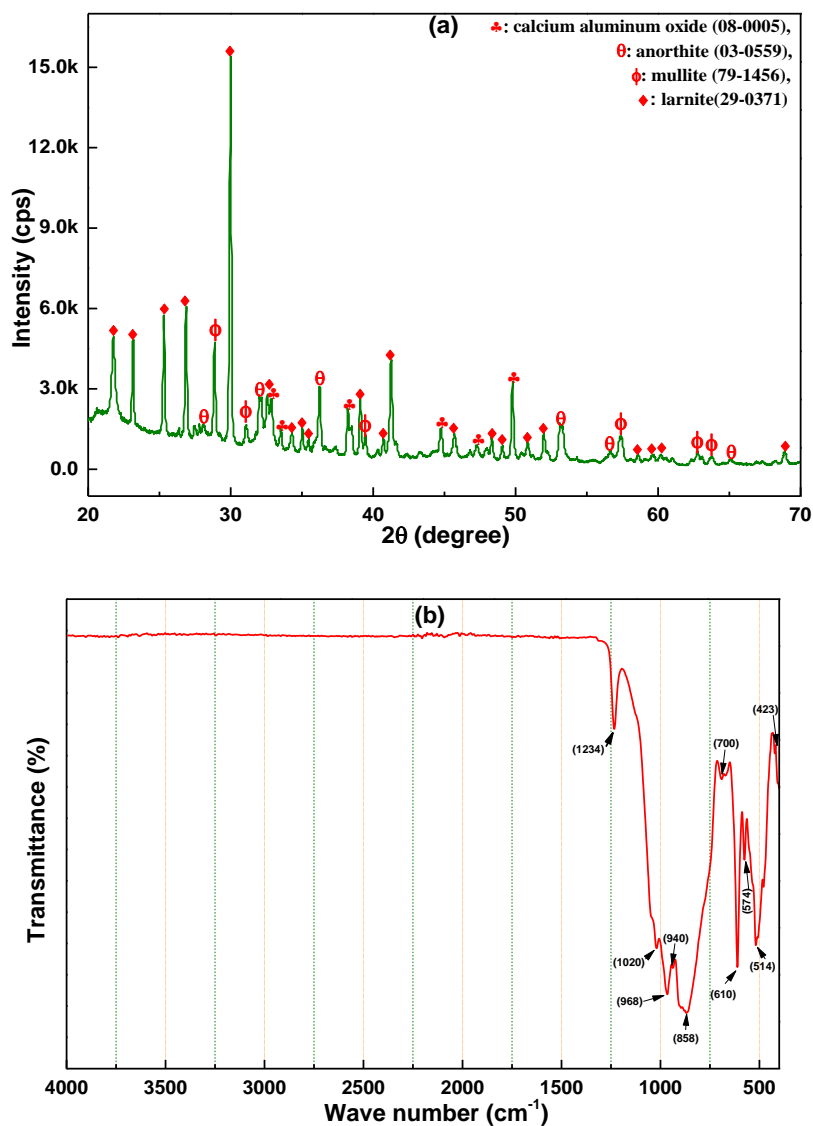 (a)
♣: calcium aluminum oxide (08-0005),
θ: anorthite (03-0559),
ϕ: mullite (79-1456),
♦: larnite(29-0371)
15.0k
12.0k
9.0k
6.0k
3.0k
0.0
Intensity (cps)
20 30 40 50 60 70
2θ (degree)
(b)
(423)
(700)
(1234)
(574)
(940)
(1020)
(514)
(968)
(610)
(858)
Transmittance (%)
4000 3500 3000 2500 2000 1500 1000 500
Wave number (cm⁻¹)